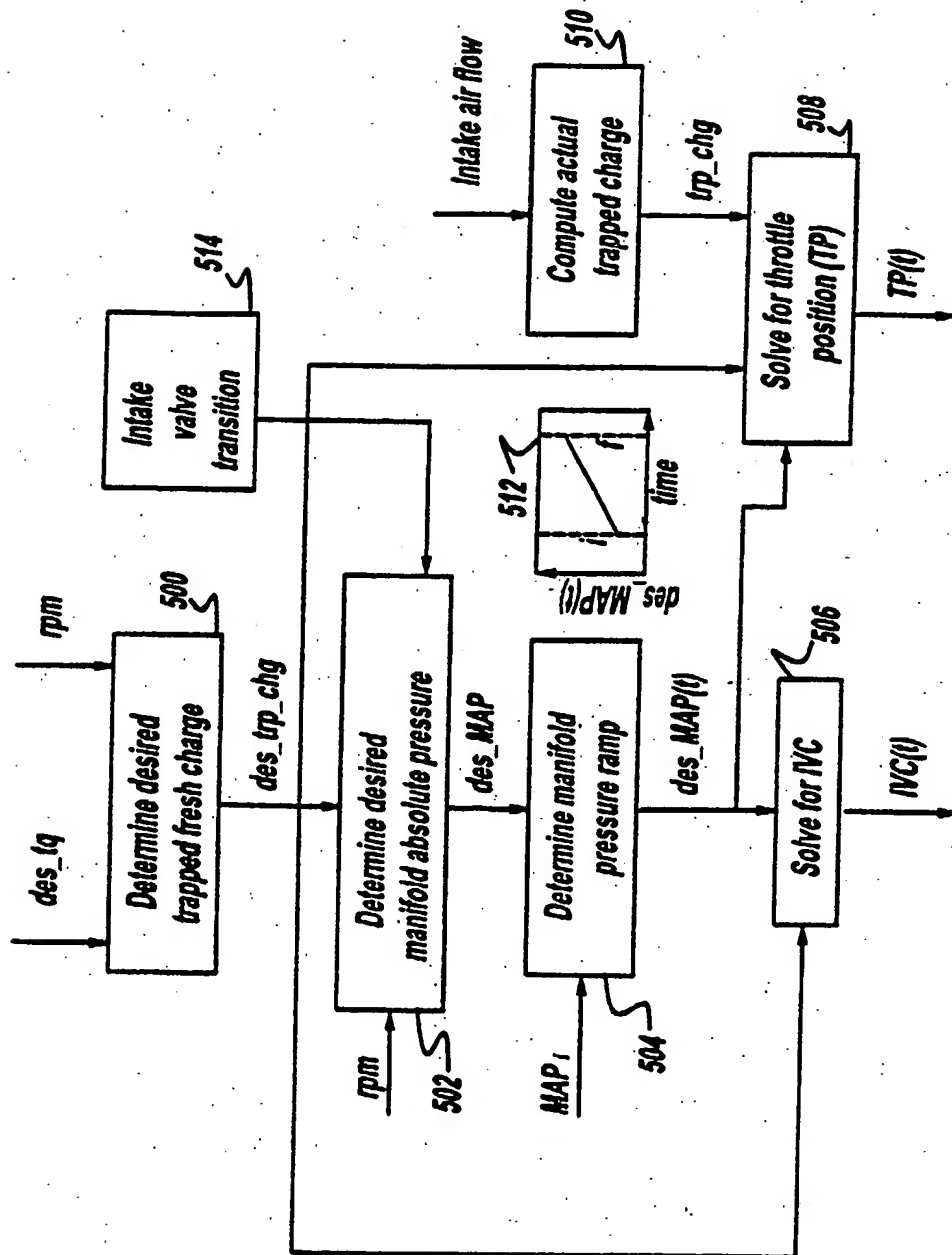 des_tq
rpm
500
Determine desired
trapped fresh charge
des_trp_chg
514
Intake
valve
transition
rpm
502
Determine desired
manifold absolute pressure
des_MAP
MAP i
504
Determine manifold
pressure ramp
512
des_MAP(t)
i
f
time
des_MAP(t)
506
Solve for IVC
IVC(t)
Intake air flow
510
Compute actual
trapped charge
trp_chg
508
Solve for throttle
position (TP)
TP(t)